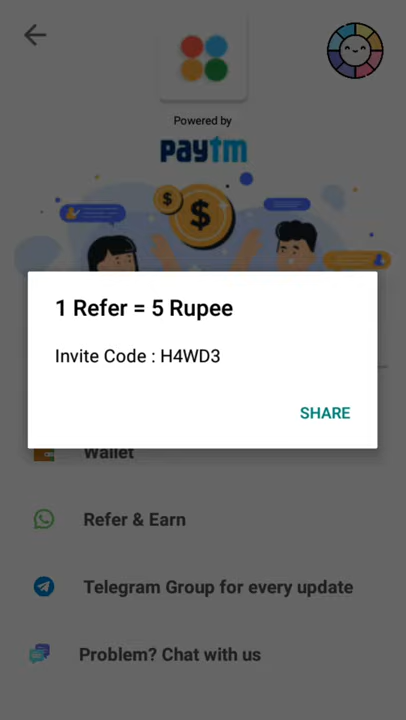 Powered by
paytm
1 Refer = 5 Rupee
Invite Code : H4WD3
SHARE
Wallet
Refer & Earn
Telegram Group for every update
Problem? Chat with us